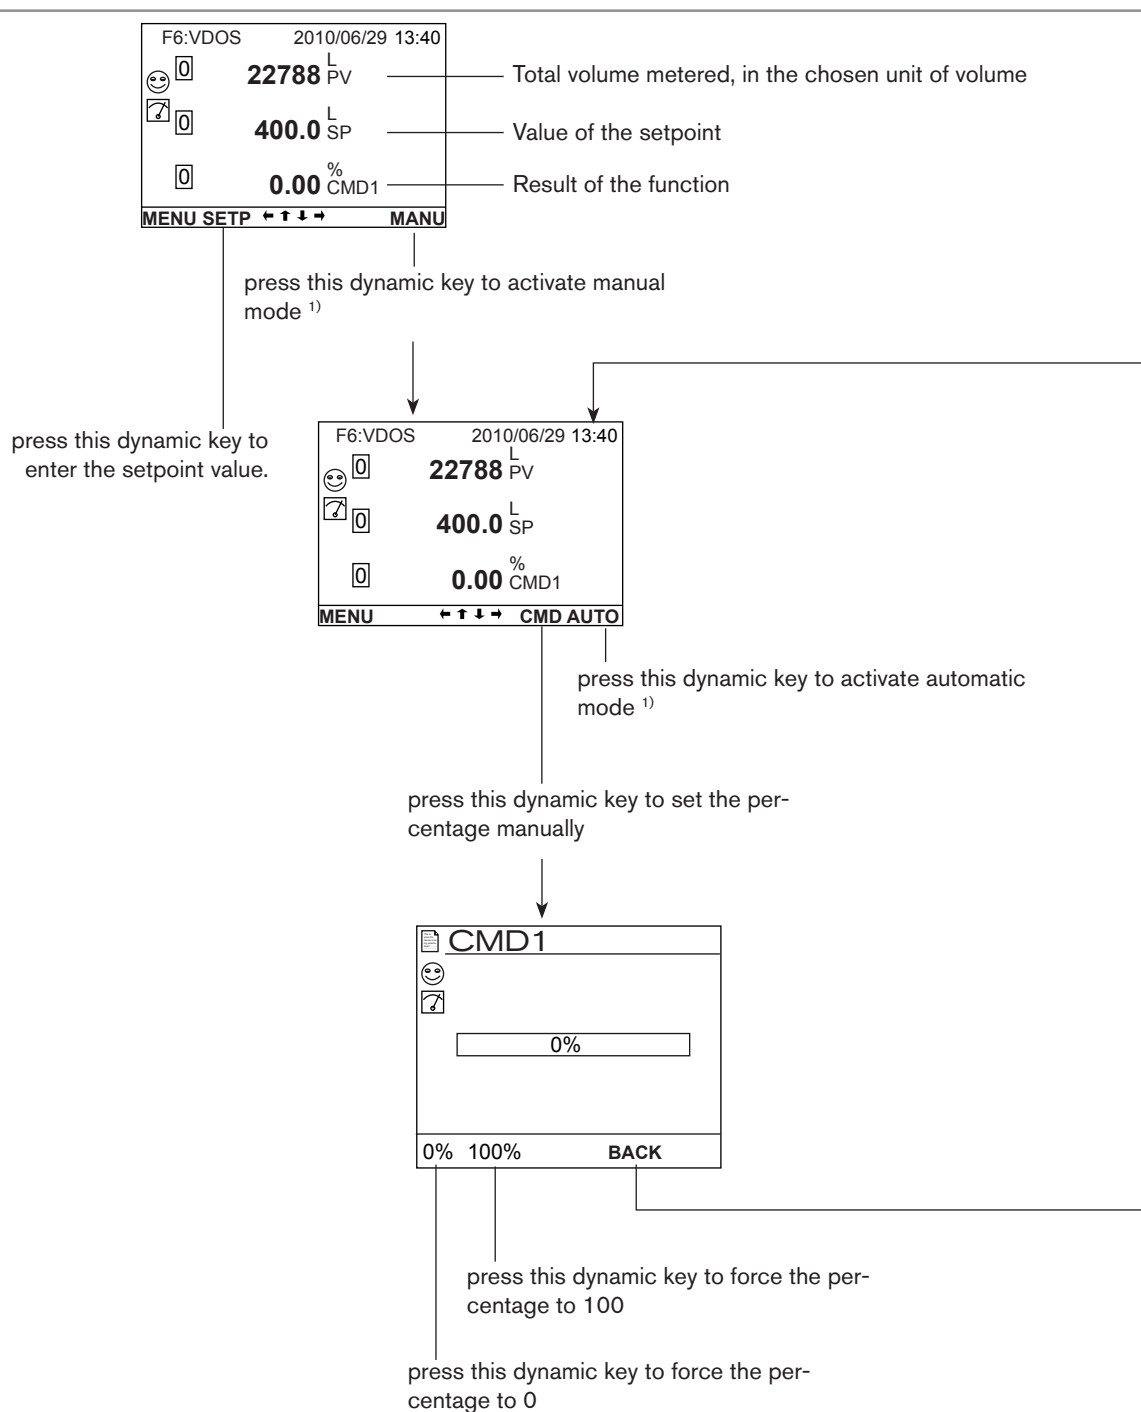 F6:VDOS 2010/06/29 13:40
0 22788 L PV Total volume metered, in the chosen unit of volume
0 400.0 L SP Value of the setpoint
0 0.00 % CMD1 Result of the function
MENU SETP MANU
press this dynamic key to activate manual
mode 1)
press this dynamic key to
enter the setpoint value.
F6:VDOS 2010/06/29 13:40
0 22788 L PV
0 400.0 L SP
0 0.00 % CMD1
MENU CMD AUTO
press this dynamic key to activate automatic
mode 1)
press this dynamic key to set the per-
centage manually
CMD1
0%
0% 100% BACK
press this dynamic key to force the per-
centage to 100
press this dynamic key to force the per-
centage to 0